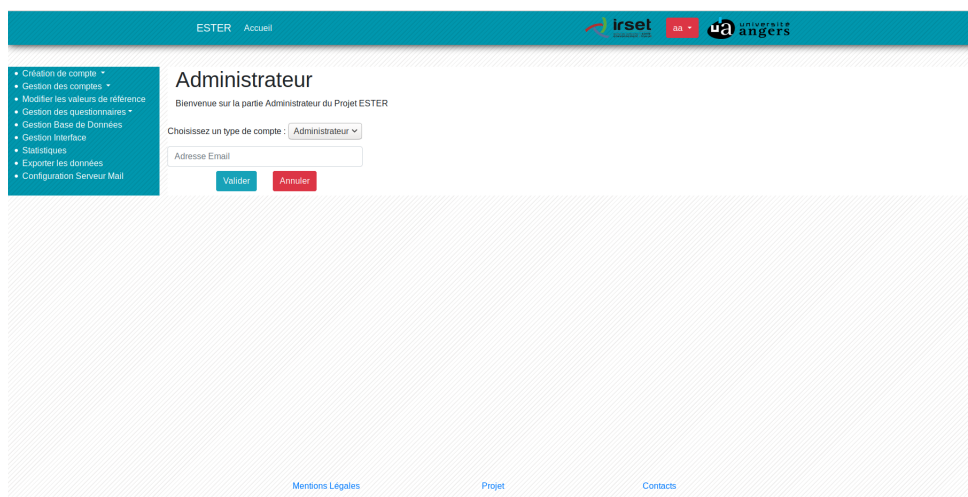 ESTER Accueil irset aa université angers
Création de compte
Gestion des comptes
Modifier les valeurs de référence
Gestion des questionnaires
Gestion Base de Données
Gestion Interface
Statistiques
Exporter les données
Configuration Serveur Mail
Administrateur
Bienvenue sur la partie Administrateur du Projet ESTER
Choisissez un type de compte : Administrateur
Adresse Email
Valider Annuler
Mentions Légales Projet Contacts